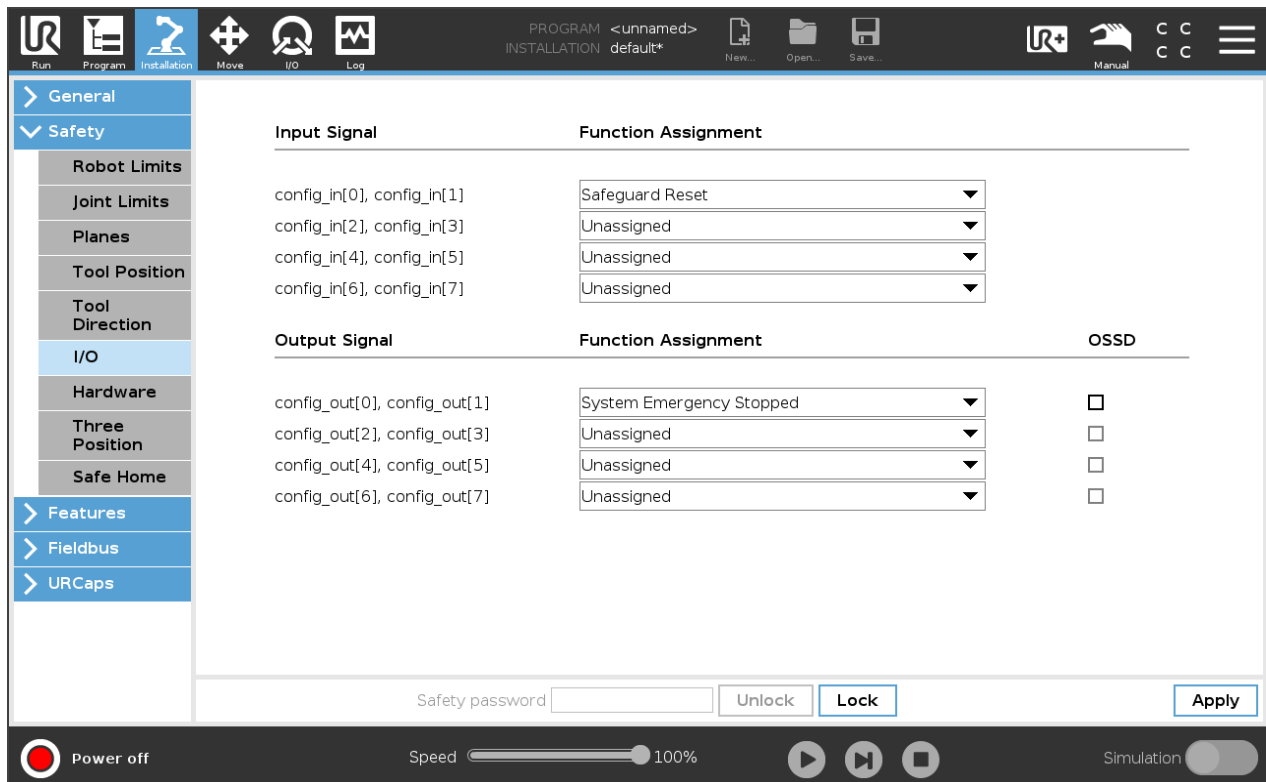 PROGRAM <unnamed>
INSTALLATION default*
Run Program Installation Move I/O Log New... Open... Save... UR+ Manual C C
C C
General
Safety
Robot Limits
Joint Limits
Planes
Tool Position
Tool
Direction
I/O
Hardware
Three
Position
Safe Home
Features
Fieldbus
URCaps
Input Signal Function Assignment
config_in[0], config_in[1] Safeguard Reset
config_in[2], config_in[3] Unassigned
config_in[4], config_in[5] Unassigned
config_in[6], config_in[7] Unassigned
Output Signal Function Assignment OSSD
config_out[0], config_out[1] System Emergency Stopped
config_out[2], config_out[3] Unassigned
config_out[4], config_out[5] Unassigned
config_out[6], config_out[7] Unassigned
Safety password Unlock Lock Apply
Power off Speed 100% Simulation